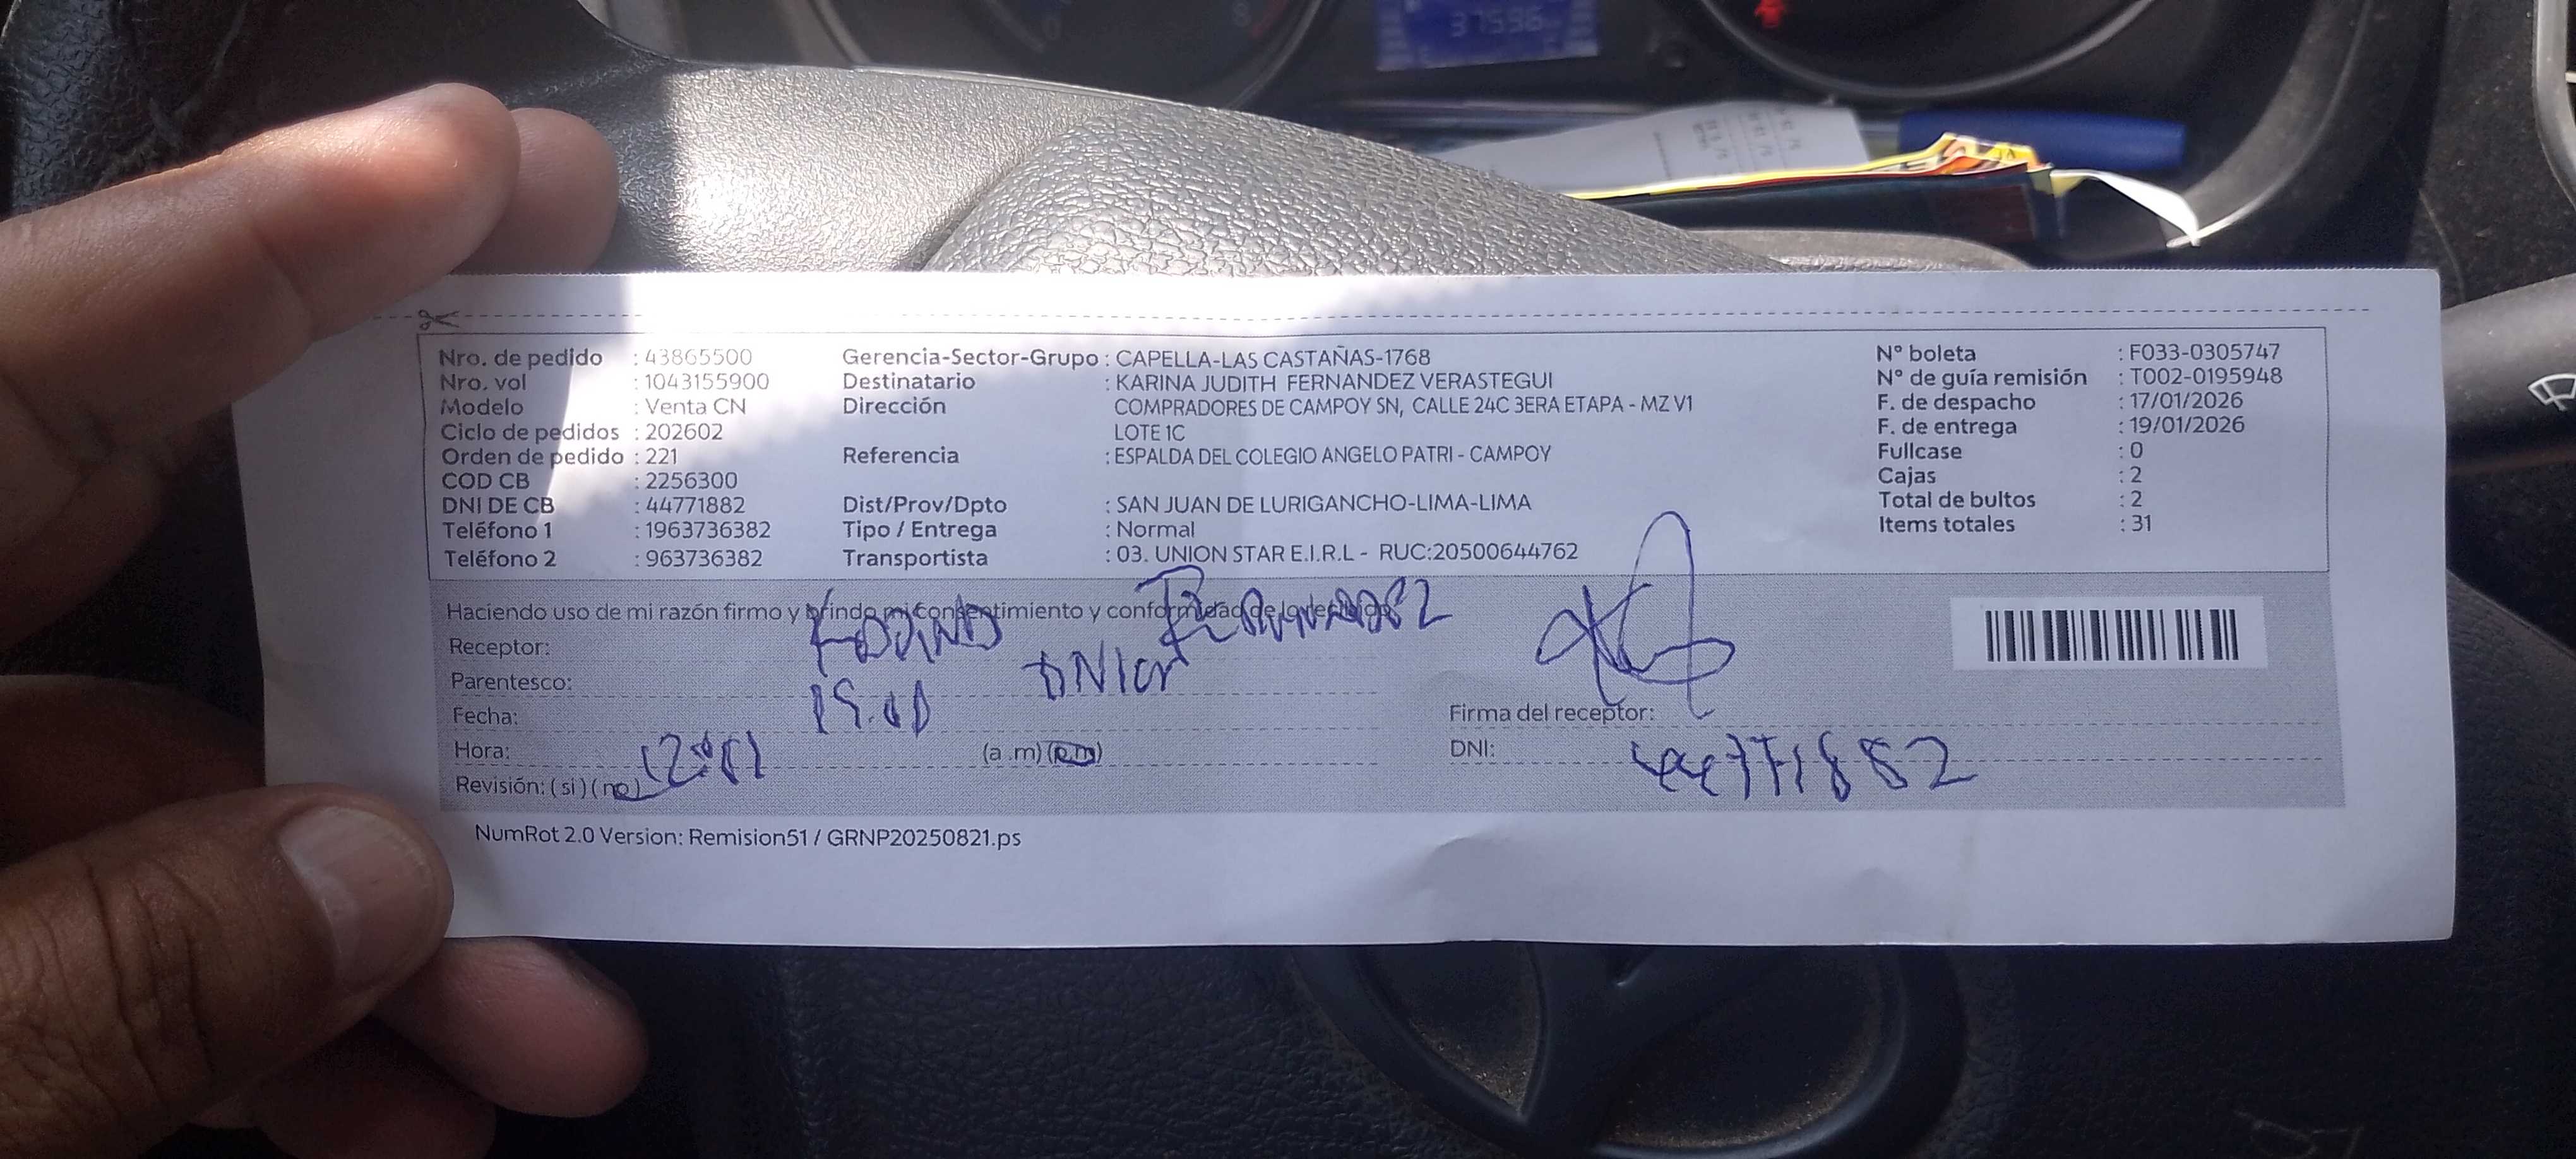 37596
Nro. de pedido : 43865500
Nro. vol : 1043155900
Modelo : Venta CN
Ciclo de pedidos : 202602
Orden de pedido : 221
COD CB : 2256300
DNI DE CB : 44771882
Teléfono 1 : 1963736382
Teléfono 2 : 963736382
Gerencia-Sector-Grupo : CAPELLA-LAS CASTAÑAS-1768
Destinatario : KARINA JUDITH FERNANDEZ VERASTEGUI
Dirección COMPRADORES DE CAMPOY SN, CALLE 24C 3ERA ETAPA - MZ V1
LOTE 1C
Referencia : ESPALDA DEL COLEGIO ANGELO PATRI - CAMPOY
Dist/Prov/Dpto : SAN JUAN DE LURIGANCHO-LIMA-LIMA
Tipo / Entrega : Normal
Transportista : 03. UNION STAR E.I.R.L - RUC:20500644762
N° boleta : F033-0305747
N° de guía remisión : T002-0195948
F. de despacho : 17/01/2026
F. de entrega : 19/01/2026
Fullcase : 0
Cajas : 2
Total de bultos : 2
Items totales : 31
Haciendo uso de mi razón firmo y brindo mi consentimiento y conformidad de lo
Receptor: Fernandez
Parentesco:
Fecha:
Hora: (a .m) (p.m)
Revisión: ( si ) ( no )
Firma del receptor:
DNI: 44771882
NumRot 2.0 Version: Remision51 / GRNP20250821.ps